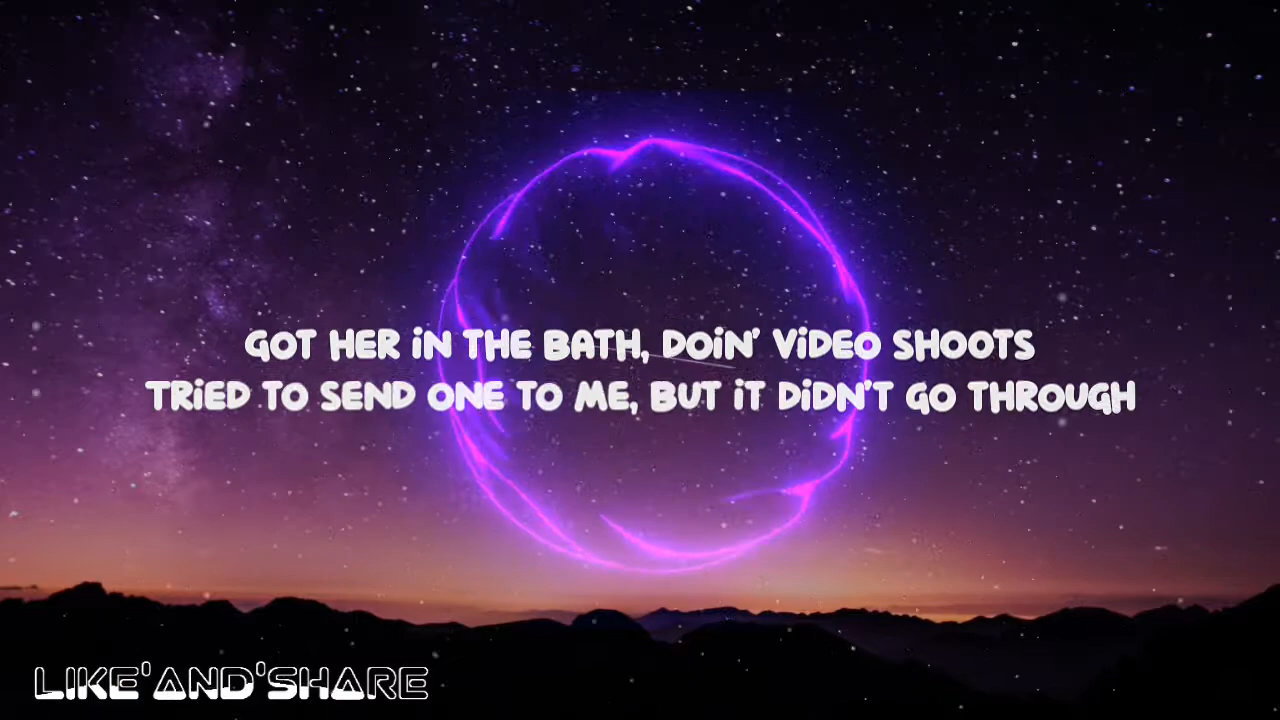 GOT HER iN THE BATH, DOiN' ViDEO SHOOTS
TRiED TO SEND ONE TO ME, BUT iT DiDN'T GO THROUGH
LIKE'AND'SHARE